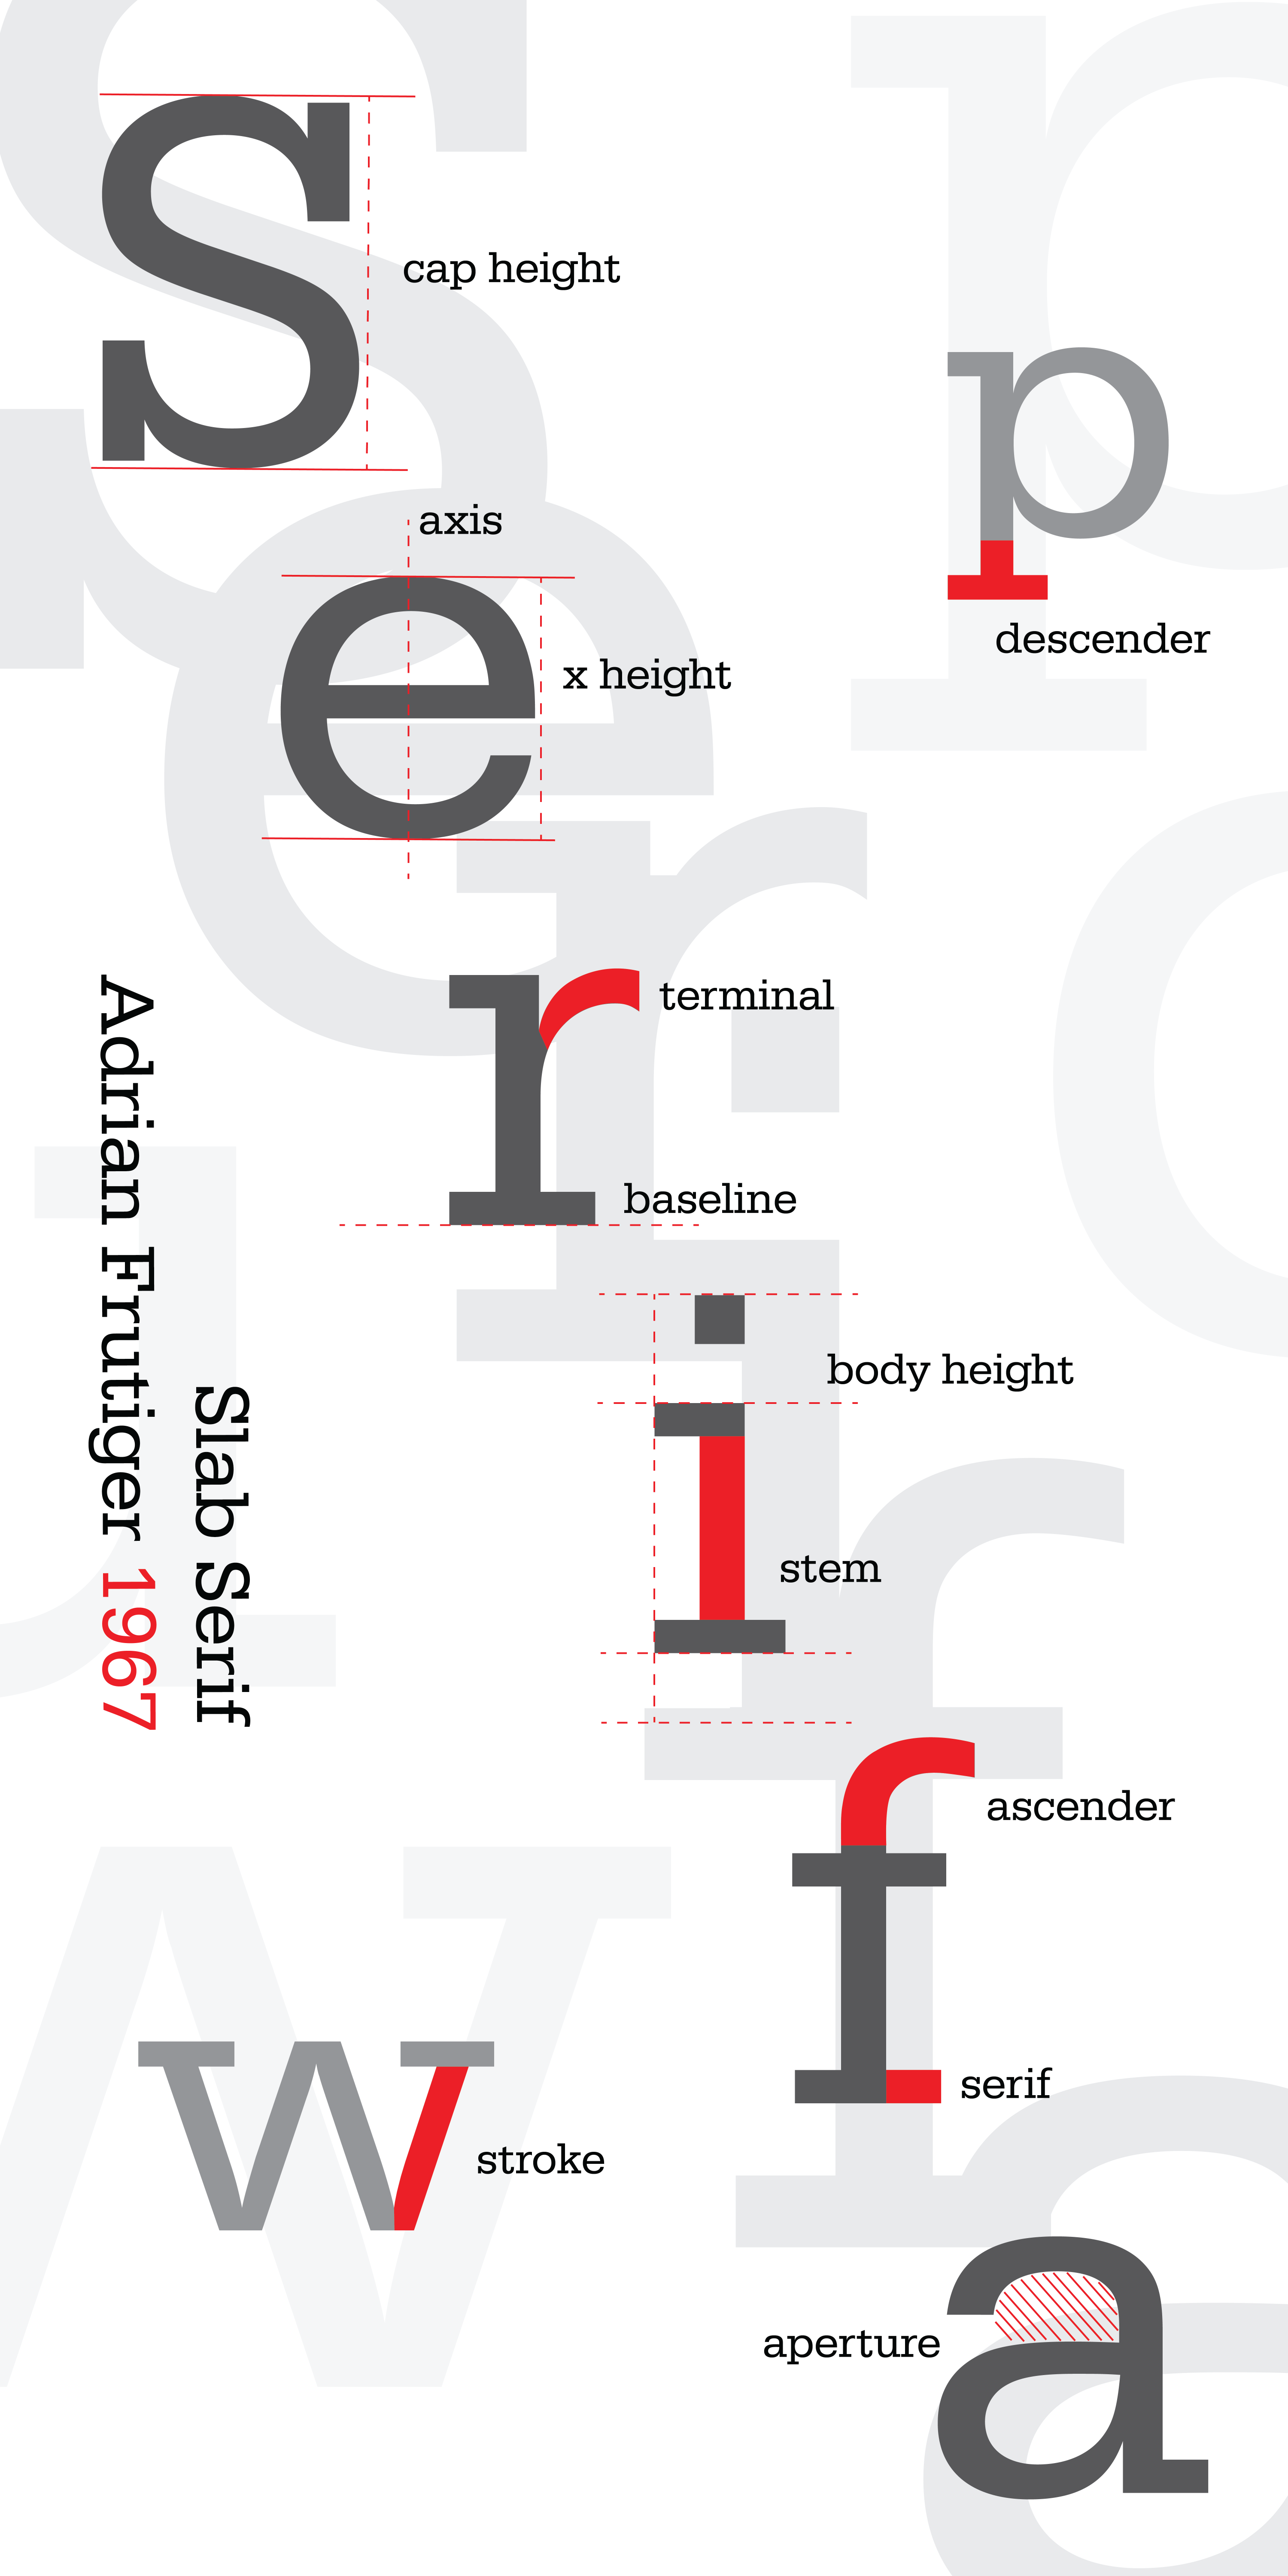 S
cap height
p
descender
axis
e
x height
r
terminal
baseline
Adrian Frutiger 1967
Slab Serif
i
body height
stem
f
ascender
serif
w
stroke
a
aperture